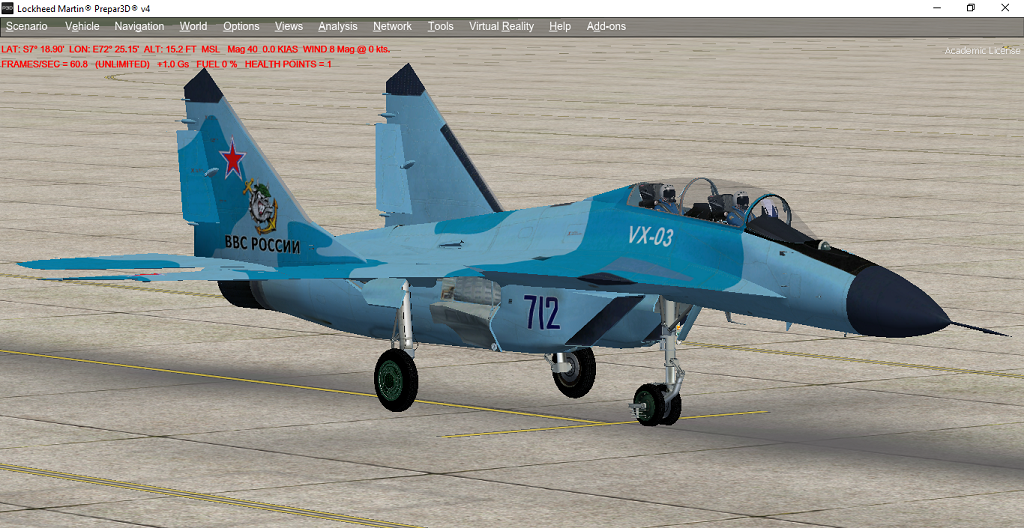 P3D Lockheed Martin® Prepar3D® v4
Scenario Vehicle Navigation World Options Views Analysis Network Tools Virtual Reality Help Add-ons
LAT: S7° 18.90' LON: E72° 25.15' ALT: 15.2 FT MSL Mag 40 0.0 KIAS WIND 8 Mag @ 0 kts.
Academic License
FRAMES/SEC = 60.8 (UNLIMITED) +1.0 Gs FUEL 0 % HEALTH POINTS = 1
VX-03
ВВС РОССИИ
712